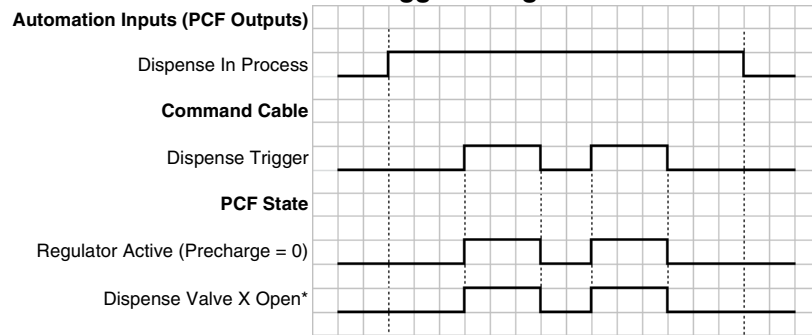 Automation Inputs (PCF Outputs)
Dispense In Process
Command Cable
Dispense Trigger
PCF State
Regulator Active (Precharge = 0)
Dispense Valve X Open*